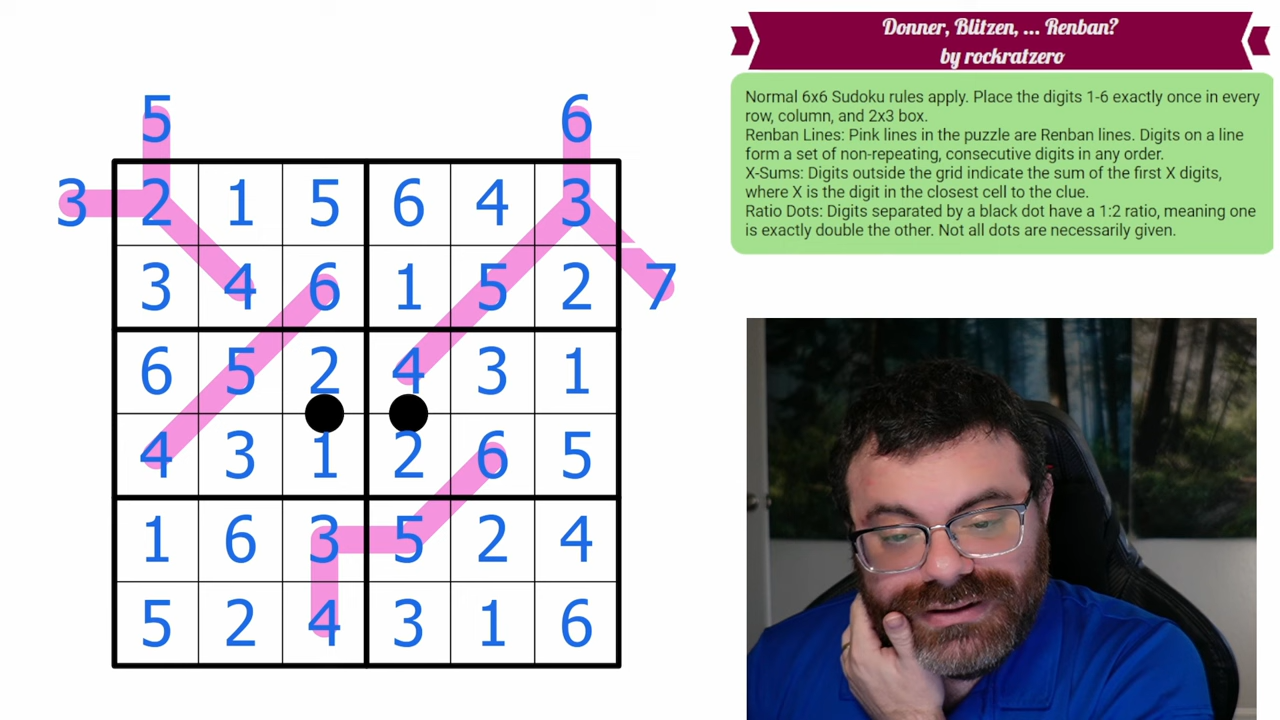 Donner, Blitzen, ... Renban?
by rockratzero
Normal 6x6 Sudoku rules apply. Place the digits 1-6 exactly once in every
row, column, and 2x3 box.
Renban Lines: Pink lines in the puzzle are Renban lines. Digits on a line
form a set of non-repeating, consecutive digits in any order.
X-Sums: Digits outside the grid indicate the sum of the first X digits,
where X is the digit in the closest cell to the clue.
Ratio Dots: Digits separated by a black dot have a 1:2 ratio, meaning one
is exactly double the other. Not all dots are necessarily given.
5 6
3 2 1 5 6 4 3
3 4 6 1 5 2 7
6 5 2 4 3 1
4 3 1 2 6 5
1 6 3 5 2 4
5 2 4 3 1 6